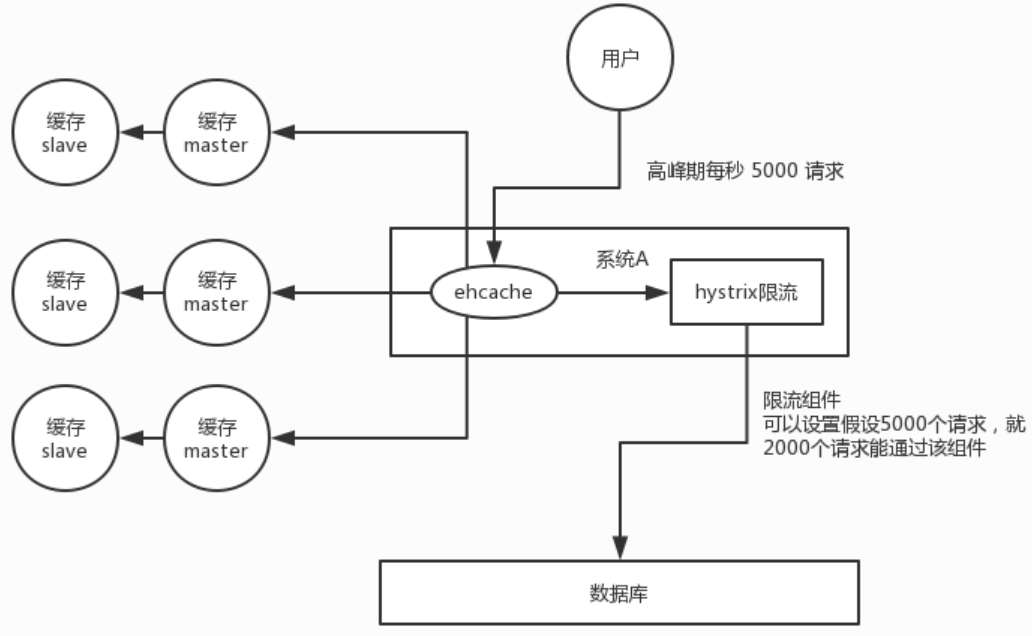 用户
高峰期每秒 5000 请求
缓存
slave
缓存
master
系统A
ehcache
hystrix限流
缓存
slave
缓存
master
缓存
slave
缓存
master
限流组件
可以设置假设5000个请求，就
2000个请求能通过该组件
数据库